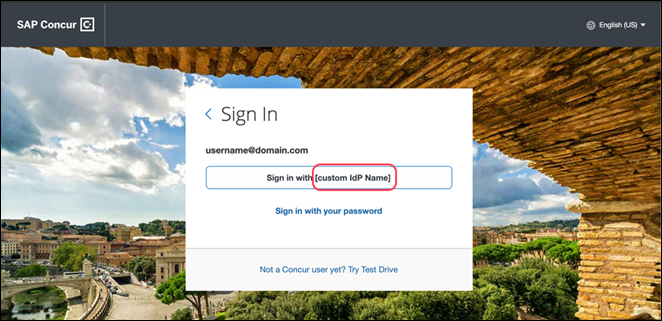 SAP Concur
English (US)
Sign In
username@domain.com
Sign in with [custom IdP Name]
Sign in with your password
Not a Concur user yet? Try Test Drive